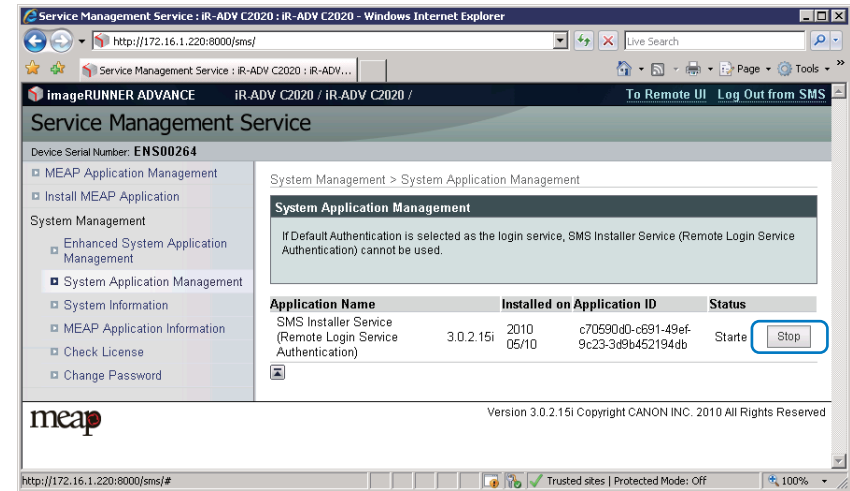 Service Management Service : iR-ADV C2020 : iR-ADV C2020 - Windows Internet Explorer
http://172.16.1.220:8000/sms/
Live Search
Service Management Service : iR-ADV C2020 : iR-ADV...
Page Tools
imageRUNNER ADVANCE iR-ADV C2020 / iR-ADV C2020 / To Remote UI Log Out from SMS
Service Management Service
Device Serial Number: ENS00264
MEAP Application Management
Install MEAP Application
System Management
Enhanced System Application
Management
System Application Management
System Information
MEAP Application Information
Check License
Change Password
System Management > System Application Management
System Application Management
If Default Authentication is selected as the login service, SMS Installer Service (Remote Login Service
Authentication) cannot be used.
Application Name Installed on Application ID Status
SMS Installer Service
(Remote Login Service
Authentication)
3.0.2.15i
2010
05/10
c70590d0-c691-49ef-
9c23-3d9b452194db
Starte
Stop
meap
Version 3.0.2.15i Copyright CANON INC. 2010 All Rights Reserved
http://172.16.1.220:8000/sms/# Trusted sites | Protected Mode: Off 100%